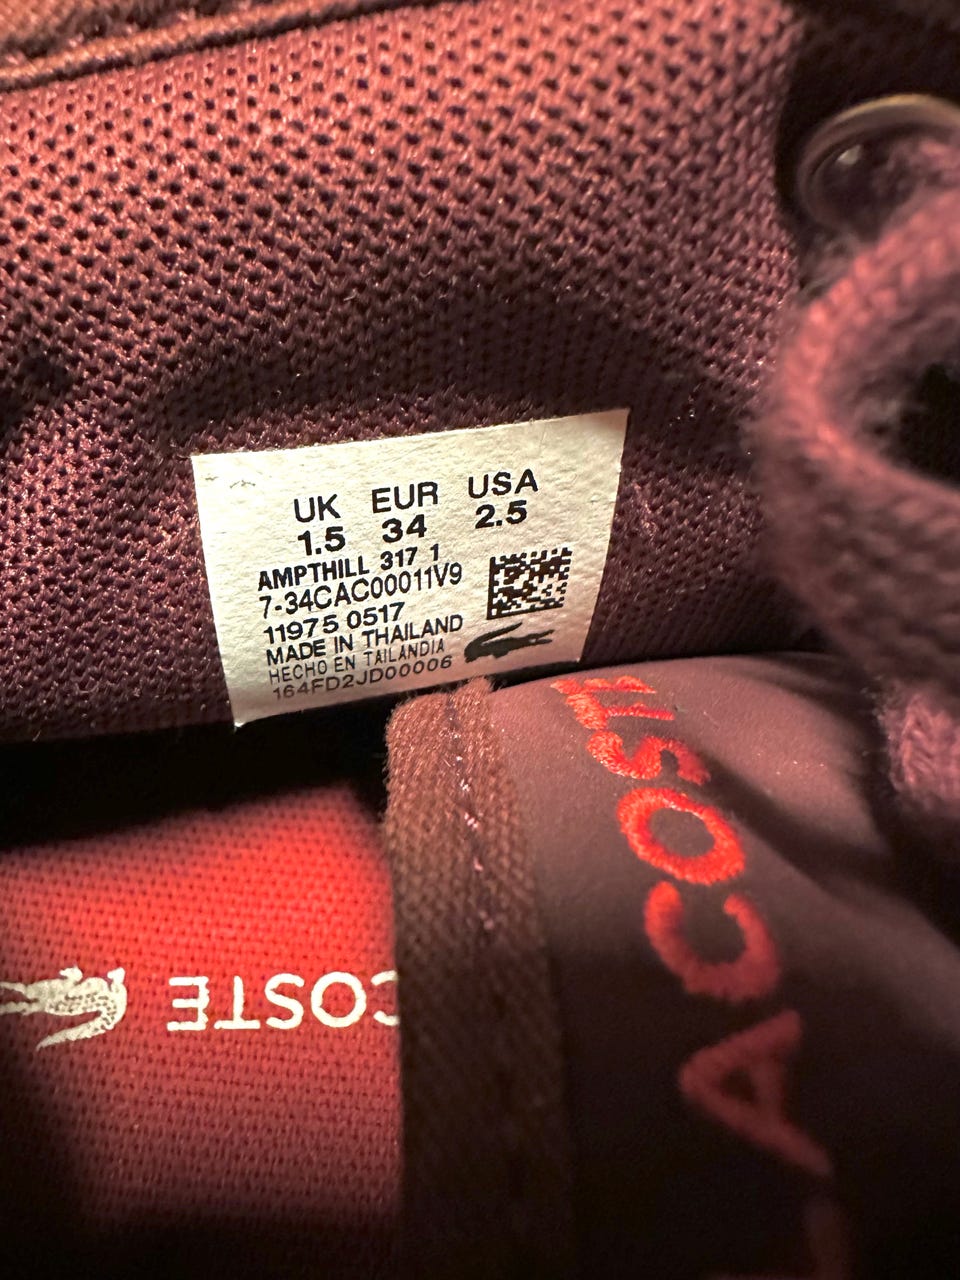 UK EUR USA
1.5 34 2.5
AMPTHILL 317 1
7-34CAC00011V9
11975 0517
MADE IN THAILAND
HECHO EN TAILANDIA
164FD2JD00006
COSTE
LACOSTE